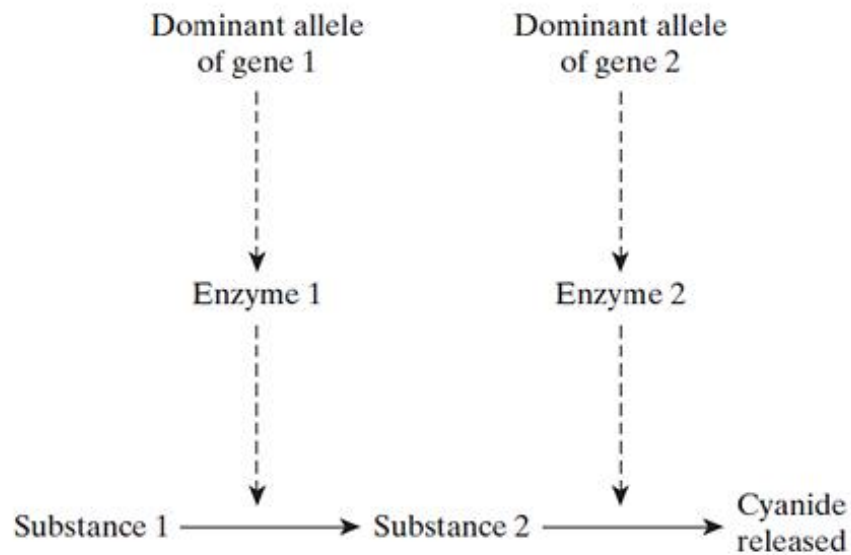 Dominant allele
of gene 1
Dominant allele
of gene 2
Enzyme 1
Enzyme 2
Substance 1
Substance 2
Cyanide
released